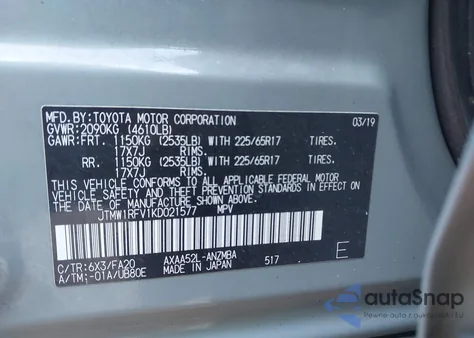 MFD.BY:TOYOTA MOTOR CORPORATION 03/19
GVWR:2090KG (4610LB)
GAWR:FRT. 1150KG (2535LB) WITH 225/65R17 TIRES.
17X7J RIMS.
RR. 1150KG (2535LB) WITH 225/65R17 TIRES.
17X7J RIMS.
THIS VEHICLE CONFORMS TO ALL APPLICABLE FEDERAL MOTOR
VEHICLE SAFETY AND THEFT PREVENTION STANDARDS IN EFFECT
ON THE DATE OF MANUFACTURE SHOWN ABOVE.
JTMW1RFV1KD021577 MPV
C/TR:6X3/FA20 AXAA52L-ANZMBA
A/TM:-01A/UB80E MADE IN JAPAN 517
E
autoSnap